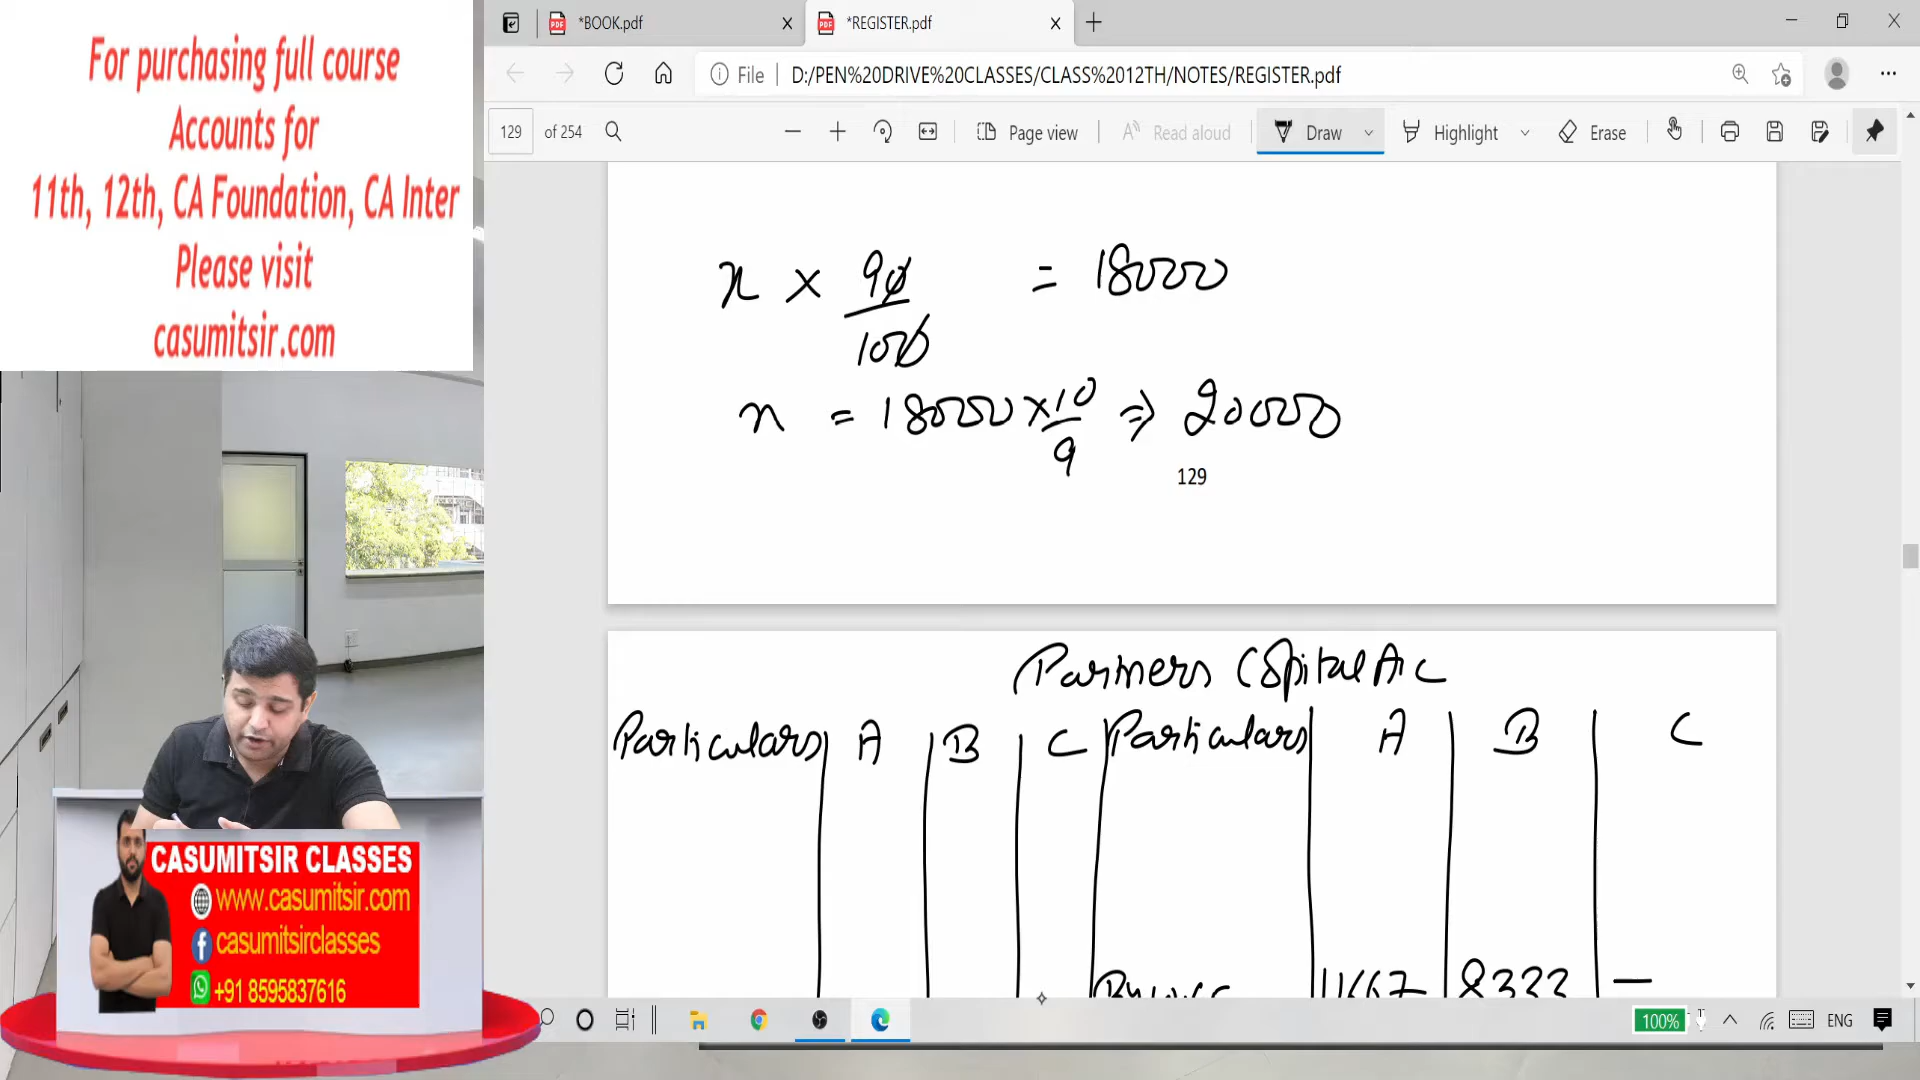 For purchasing full course
Accounts for
11th, 12th, CA Foundation, CA Inter
Please visit
casumitsir.com
*BOOK.pdf
*REGISTER.pdf
File
D:/PEN%20DRIVE%20CLASSES/CLASS%2012TH/NOTES/REGISTER.pdf
129 of 254
Page view
Read aloud
Draw
Highlight
Erase
x × 90/100 = 18000
x = 18000 × 10/9 ⇒ 20000
129
Partners Capital A/c
Particulars A B C Particulars A B C
11667 8333 —
CASUMITSIR CLASSES
www.casumitsir.com
casumitsirclasses
+91 8595837616
100%
ENG